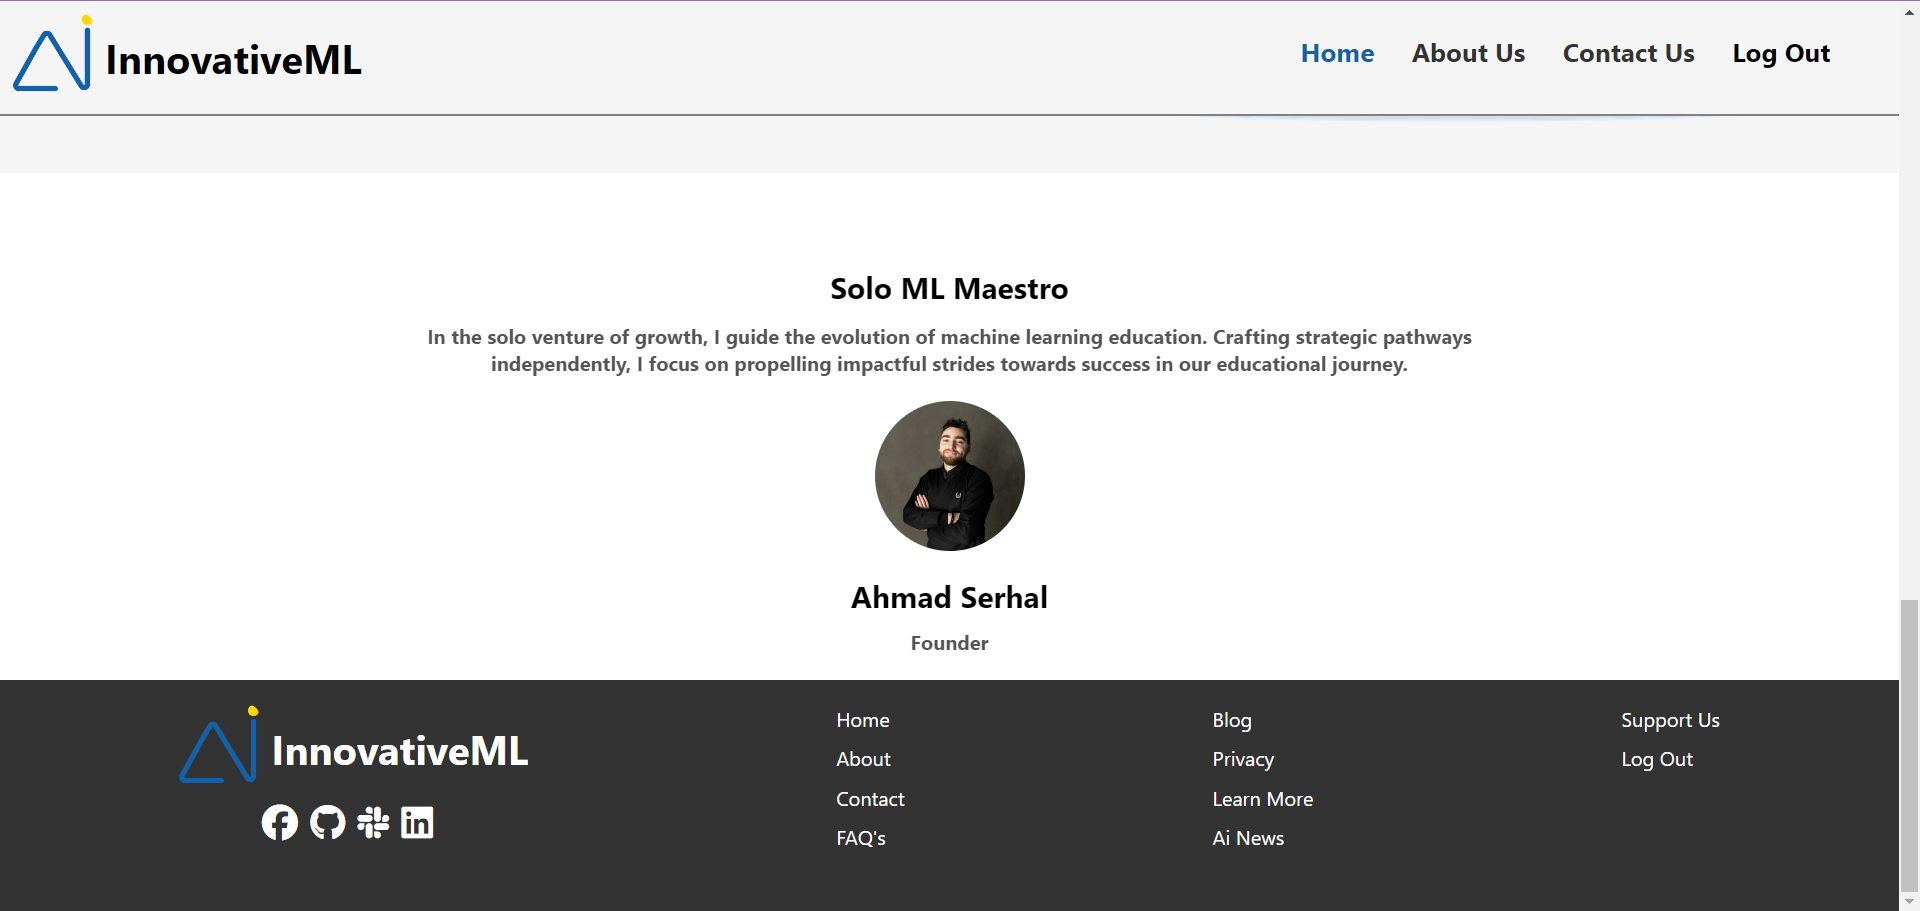 InnovativeML
Home
About Us
Contact Us
Log Out
Solo ML Maestro
In the solo venture of growth, I guide the evolution of machine learning education. Crafting strategic pathways
independently, I focus on propelling impactful strides towards success in our educational journey.
Ahmad Serhal
Founder
InnovativeML
Home
About
Contact
FAQ's
Blog
Privacy
Learn More
Ai News
Support Us
Log Out